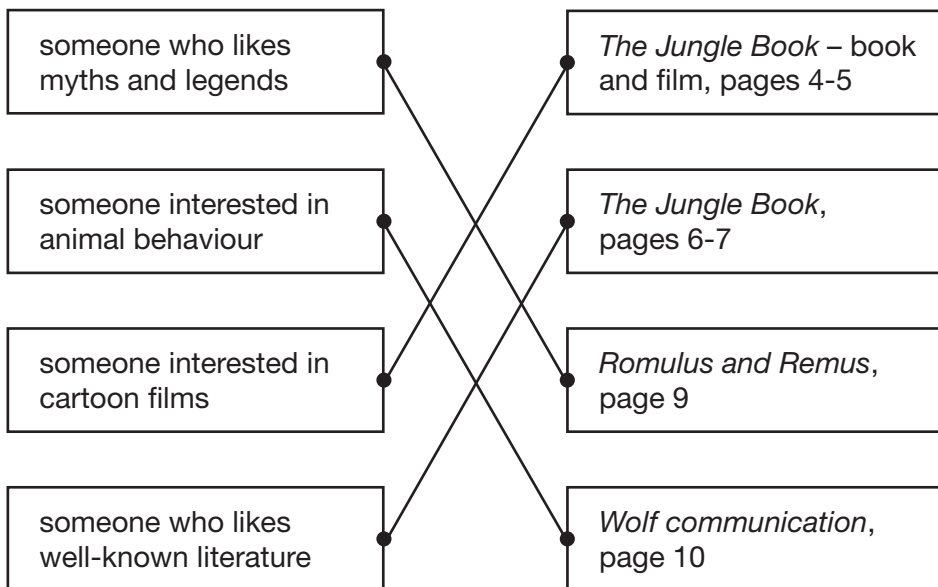 someone who likes
myths and legends
The Jungle Book – book
and film, pages 4-5
someone interested in
animal behaviour
The Jungle Book,
pages 6-7
someone interested in
cartoon films
Romulus and Remus,
page 9
someone who likes
well-known literature
Wolf communication,
page 10